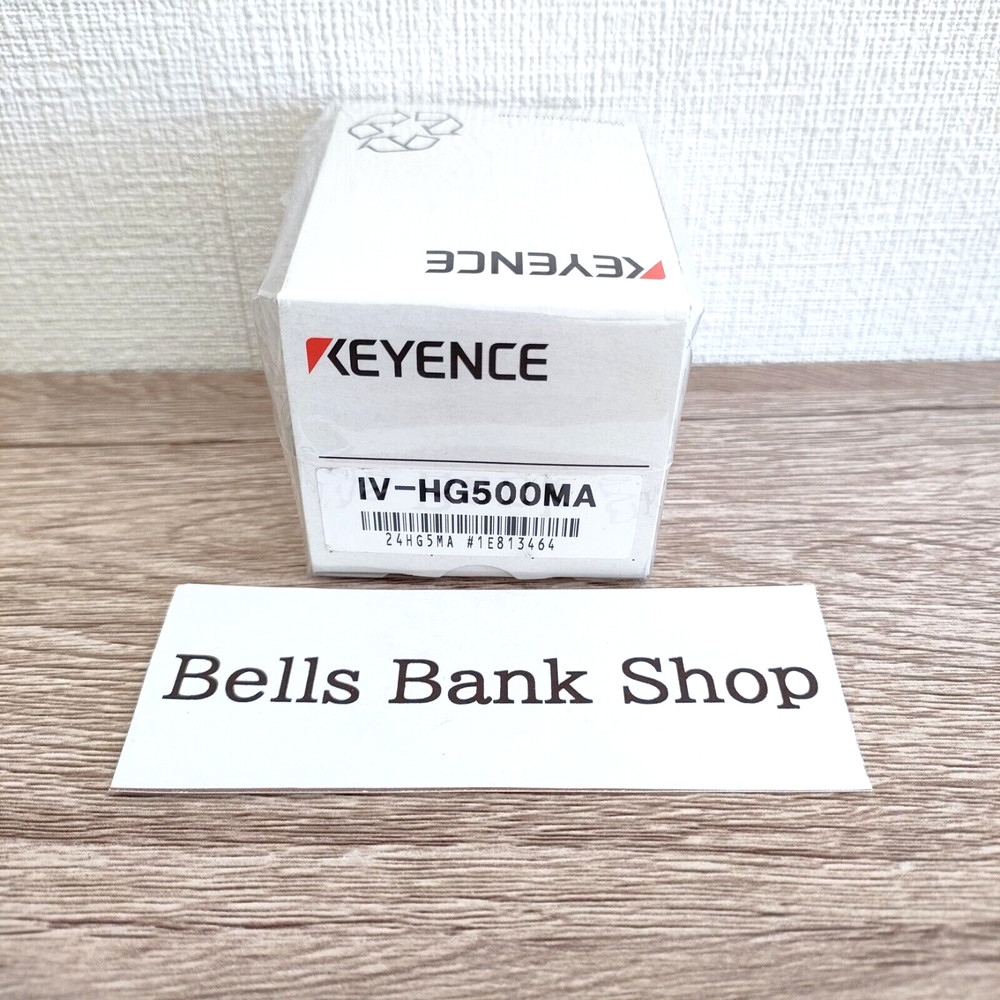 KEYENCE
KEYENCE
IV-HG500MA
24HG5MA #1E813464
Bells Bank Shop